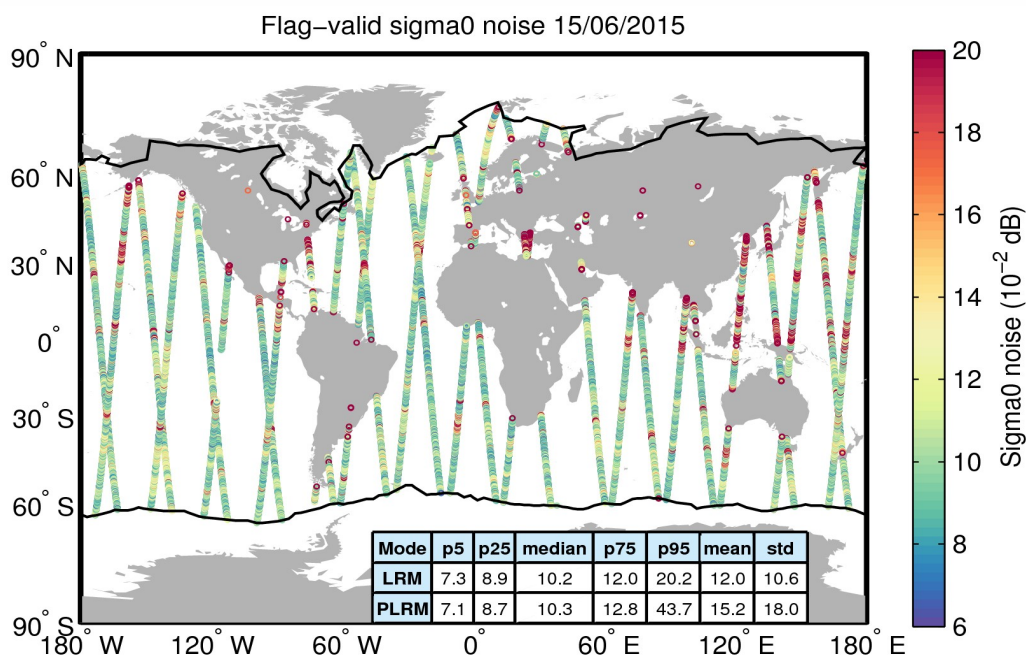 Flag−valid sigma0 noise 15/06/2015
90° N
60° N
30° N
0°
30° S
60° S
90° S
180° W
120° W
60° W
0°
60° E
120° E
180° E
Mode p5 p25 median p75 p95 mean std
LRM 7.3 8.9 10.2 12.0 20.2 12.0 10.6
PLRM 7.1 8.7 10.3 12.8 43.7 15.2 18.0
20
18
16
14
12
10
8
6
Sigma0 noise (10⁻² dB)